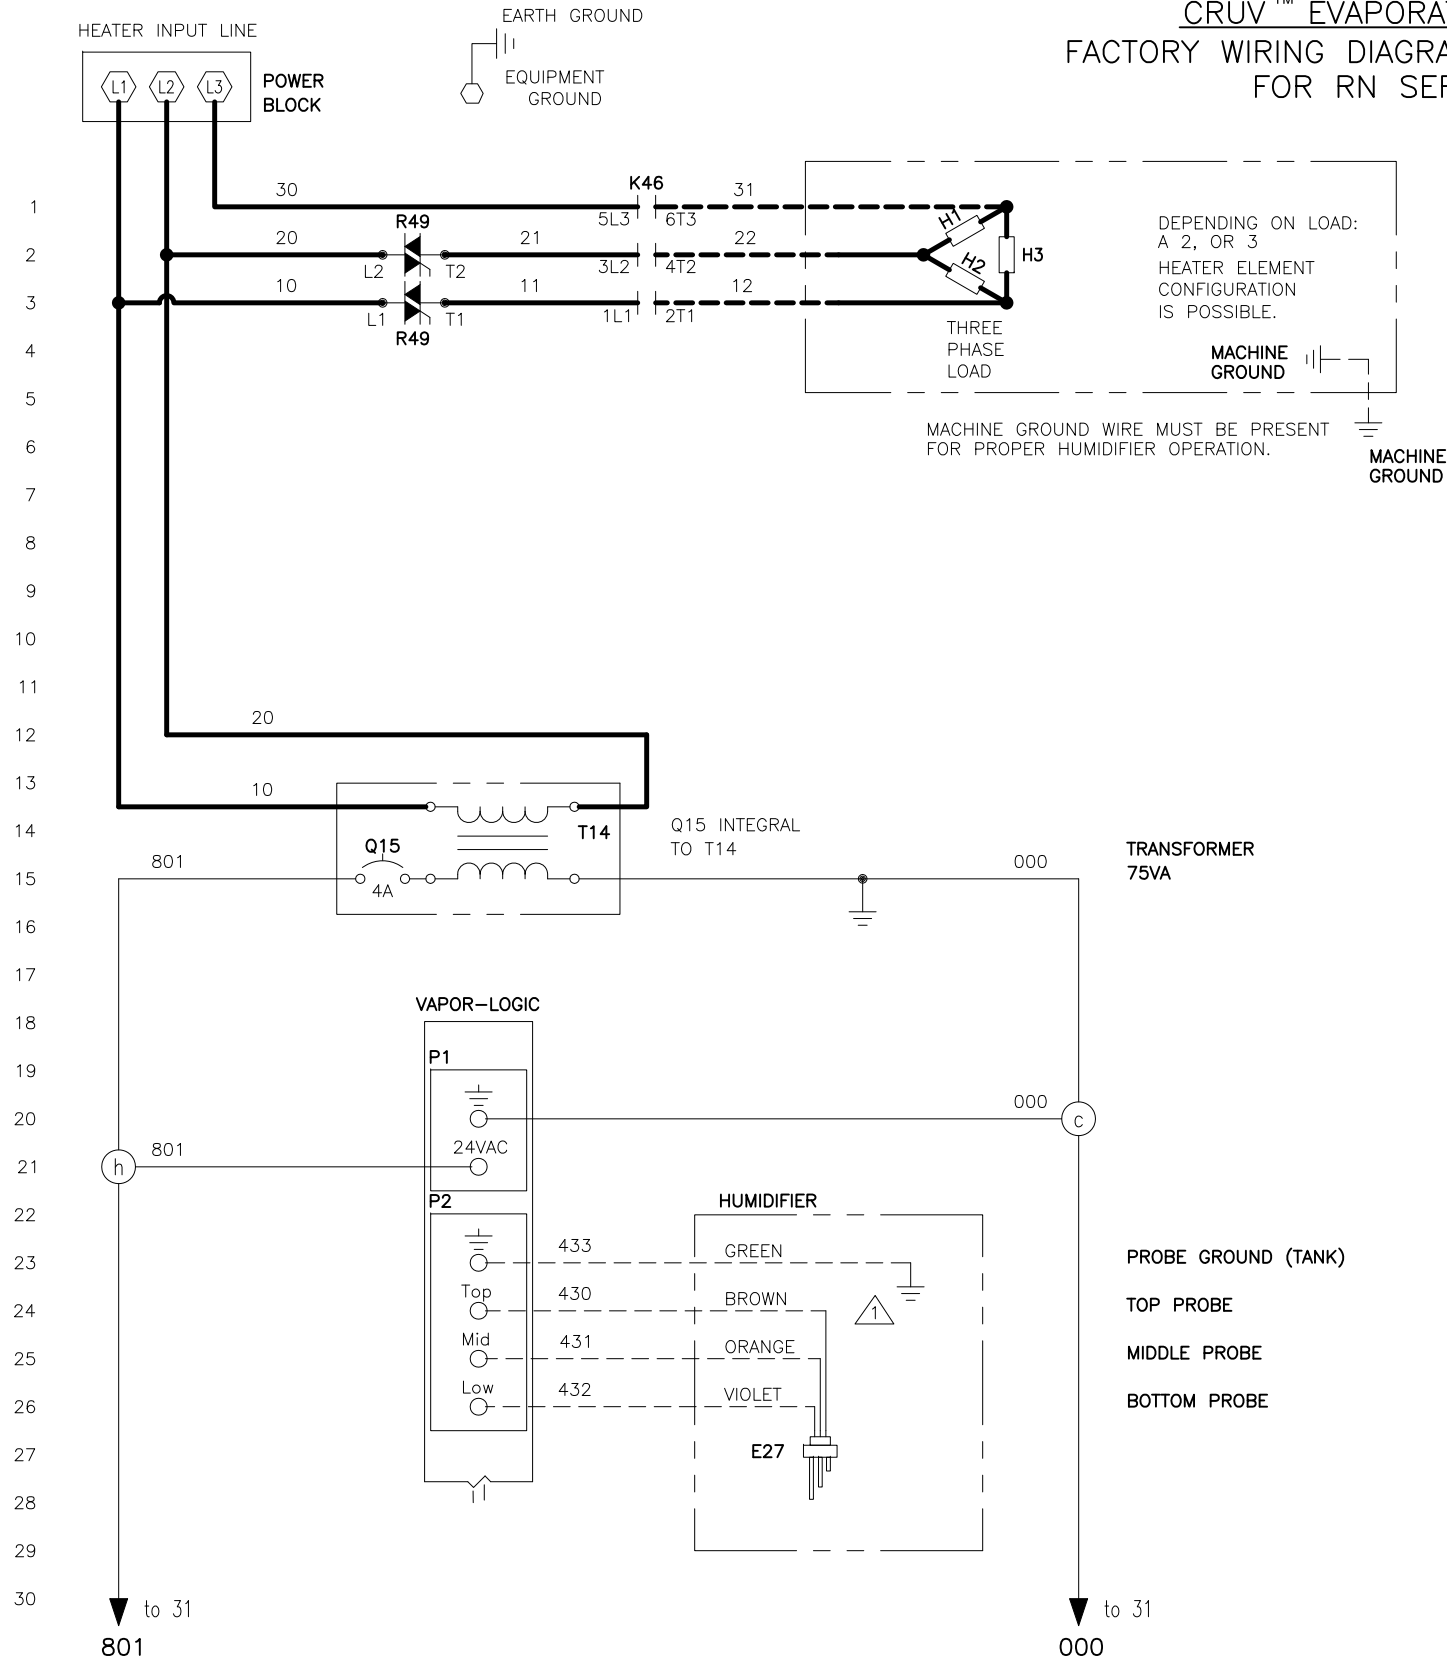 EARTH GROUND
CRUV™ EVAPORAT
HEATER INPUT LINE
FACTORY WIRING DIAGRA
FOR RN SER
L1 L2 L3
POWER
BLOCK
EQUIPMENT
GROUND
1
30
K46
31
5L3 6T3
H1
DEPENDING ON LOAD:
A 2, OR 3
HEATER ELEMENT
CONFIGURATION
IS POSSIBLE.
2
20
R49
21
22
L2 T2
3L2 4T2
H2
H3
3
10
11
12
L1 T1
R49
1L1 2T1
THREE
PHASE
LOAD
4
MACHINE
GROUND
5
MACHINE GROUND WIRE MUST BE PRESENT
FOR PROPER HUMIDIFIER OPERATION.
6
MACHINE
GROUND
7
8
9
10
11
20
12
13
10
14
T14
Q15 INTEGRAL
TO T14
Q15
4A
801
000
TRANSFORMER
75VA
15
16
17
VAPOR-LOGIC
18
P1
19
20
000
c
24VAC
801
h
21
P2
22
HUMIDIFIER
23
433
GREEN
PROBE GROUND (TANK)
Top
24
430
BROWN
1
TOP PROBE
Mid
25
431
ORANGE
MIDDLE PROBE
Low
26
432
VIOLET
BOTTOM PROBE
27
E27
28
29
30
to 31
to 31
801
000